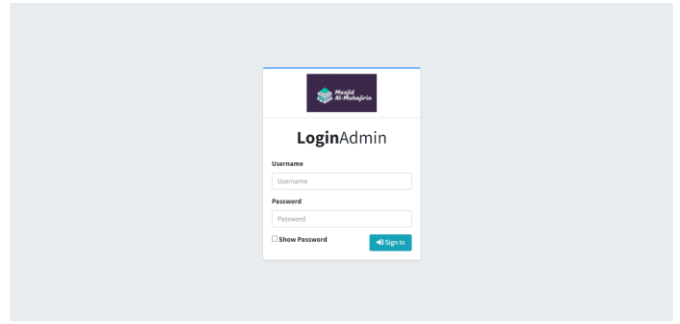 Masjid
Al-Muhajirin
LoginAdmin
Username
Username
Password
Password
Show Password
Sign In